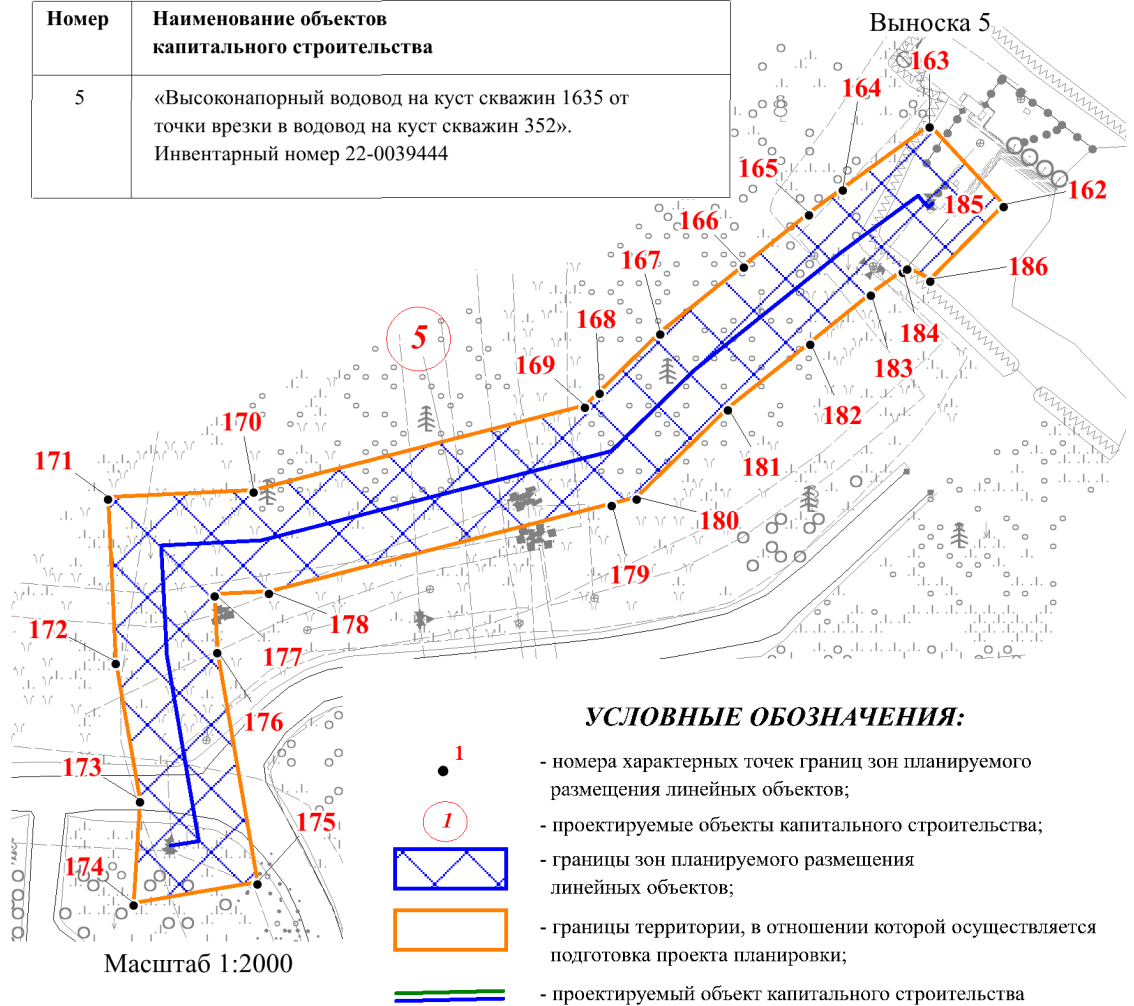 Номер
Наименование объектов
капитального строительства
5
«Высоконапорный водовод на куст скважин 1635 от
точки врезки в водовод на куст скважин 352».
Инвентарный номер 22-0039444
Выноска 5
163
164
165
162
185
166
186
167
168
184
5
169
183
182
170
181
171
180
179
178
172
177
176
173
175
174
Масштаб 1:2000
УСЛОВНЫЕ ОБОЗНАЧЕНИЯ:
1
- номера характерных точек границ зон планируемого
размещения линейных объектов;
1
- проектируемые объекты капитального строительства;
- границы зон планируемого размещения
линейных объектов;
- границы территории, в отношении которой осуществляется
подготовка проекта планировки;
- проектируемый объект капитального строительства